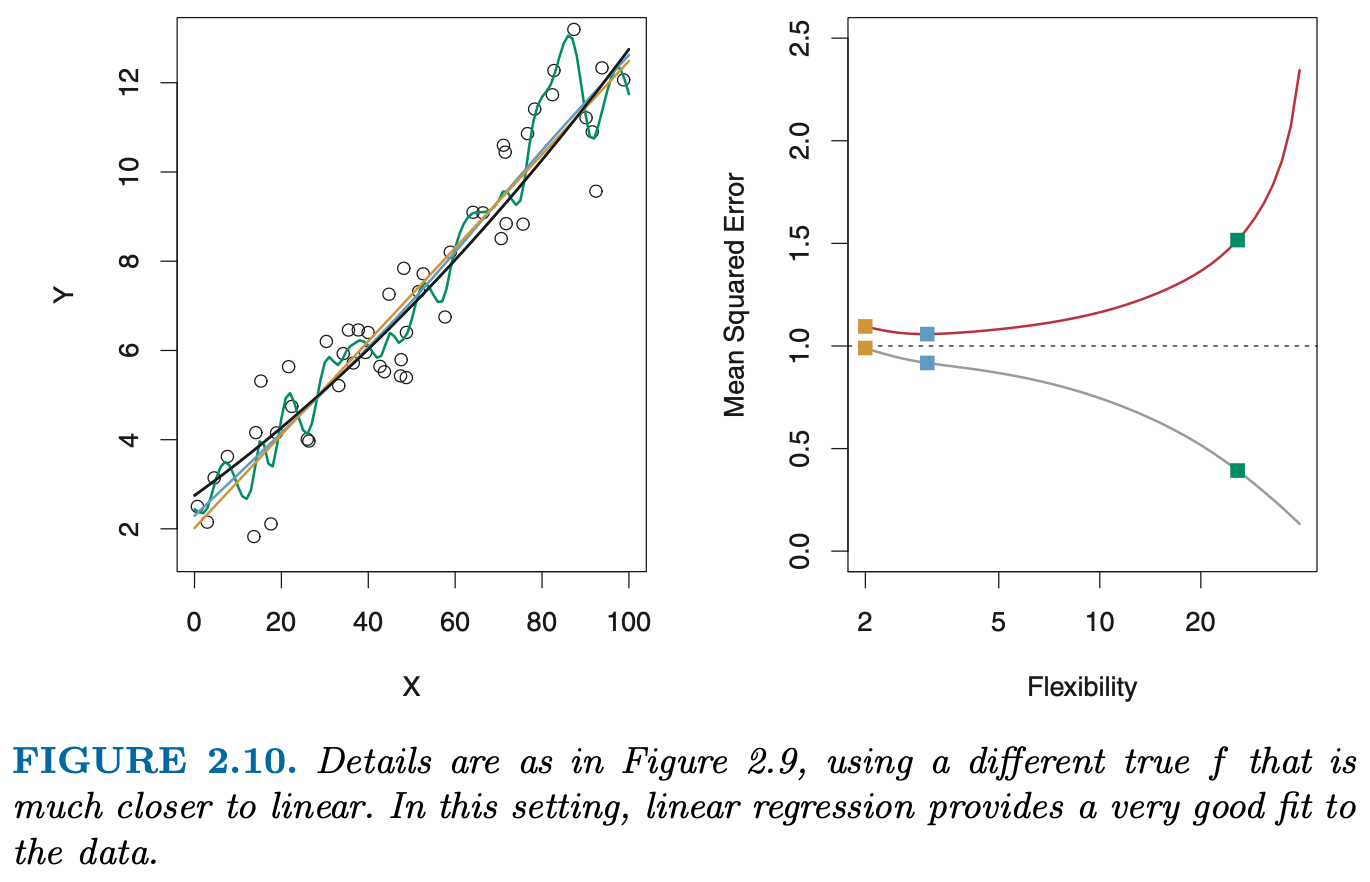 2 4 6 8 10 12
Y
0 20 40 60 80 100
X
0.0 0.5 1.0 1.5 2.0 2.5
Mean Squared Error
2 5 10 20
Flexibility
FIGURE 2.10. Details are as in Figure 2.9, using a different true f that is
much closer to linear. In this setting, linear regression provides a very good fit to
the data.